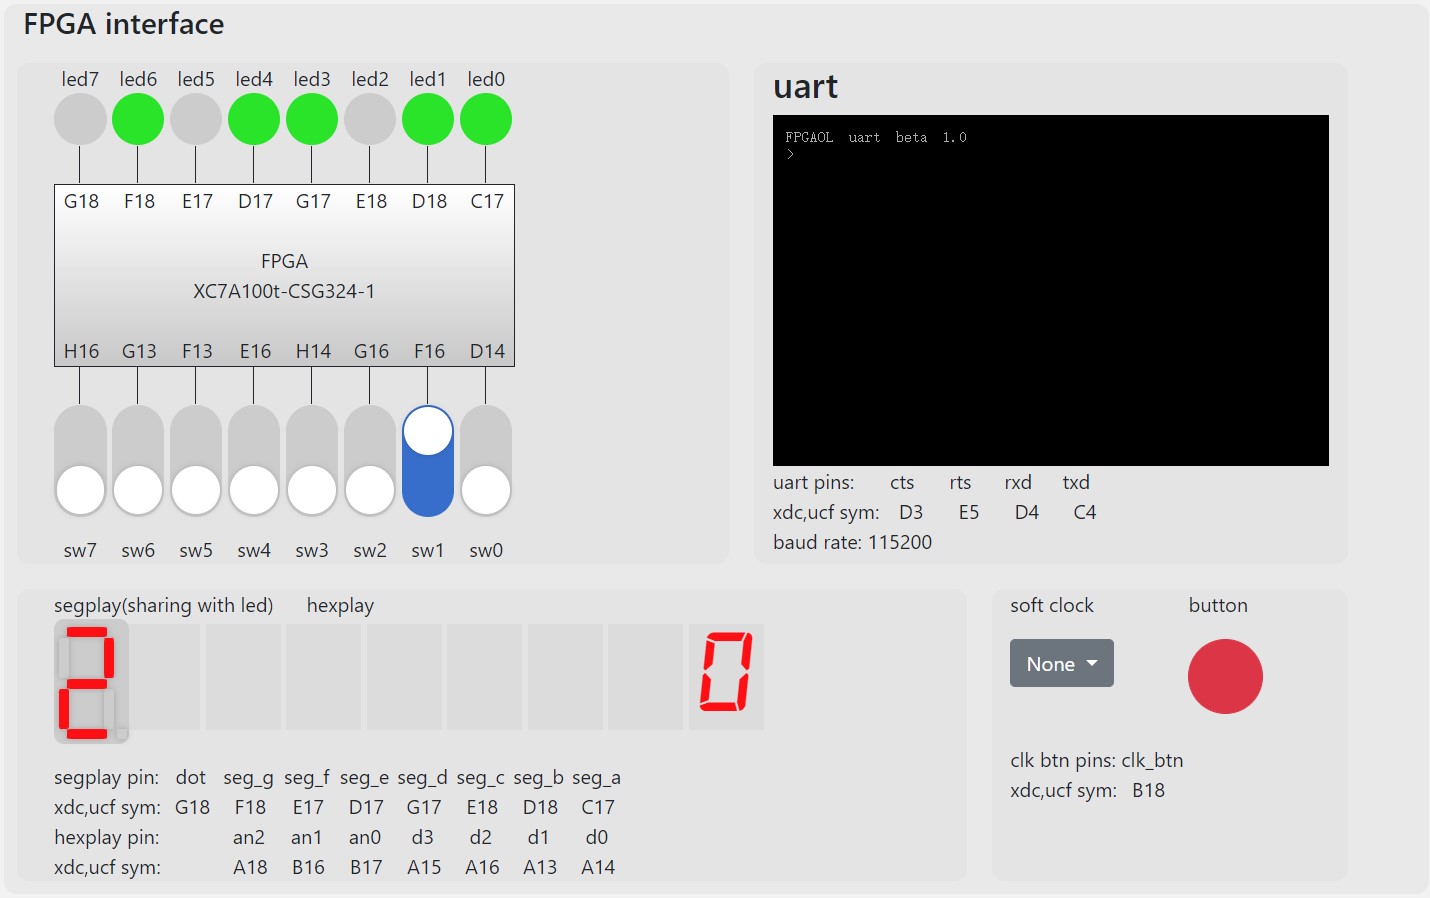 FPGA interface
led7 led6 led5 led4 led3 led2 led1 led0
G18 F18 E17 D17 G17 E18 D18 C17
FPGA
XC7A100t-CSG324-1
H16 G13 F13 E16 H14 G16 F16 D14
sw7 sw6 sw5 sw4 sw3 sw2 sw1 sw0
uart
FPGAOL uart beta 1.0
>
uart pins: cts rts rxd txd
xdc,ucf sym: D3 E5 D4 C4
baud rate: 115200
segplay(sharing with led) hexplay
2 0
segplay pin: dot seg_g seg_f seg_e seg_d seg_c seg_b seg_a
xdc,ucf sym: G18 F18 E17 D17 G17 E18 D18 C17
hexplay pin: an2 an1 an0 d3 d2 d1 d0
xdc,ucf sym: A18 B16 B17 A15 A16 A13 A14
soft clock button
None
clk btn pins: clk_btn
xdc,ucf sym: B18